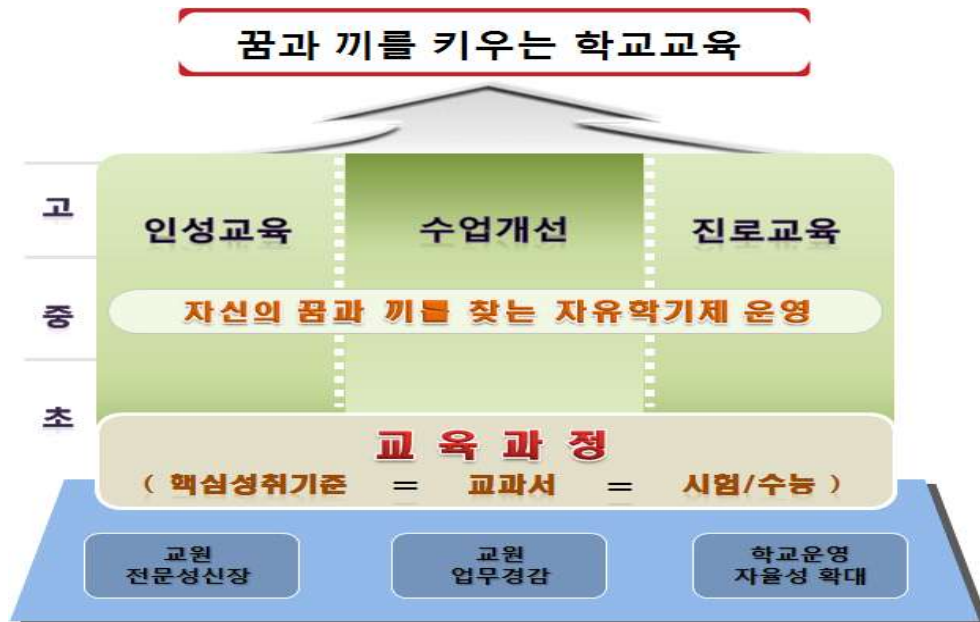 꿈과 끼를 키우는 학교교육
고
인성교육
수업개선
진로교육
중
자신의 꿈과 끼를 찾는 자유학기제 운영
초
교육과정
( 핵심성취기준 = 교과서 = 시험/수능 )
교원
전문성신장
교원
업무경감
학교운영
자율성 확대